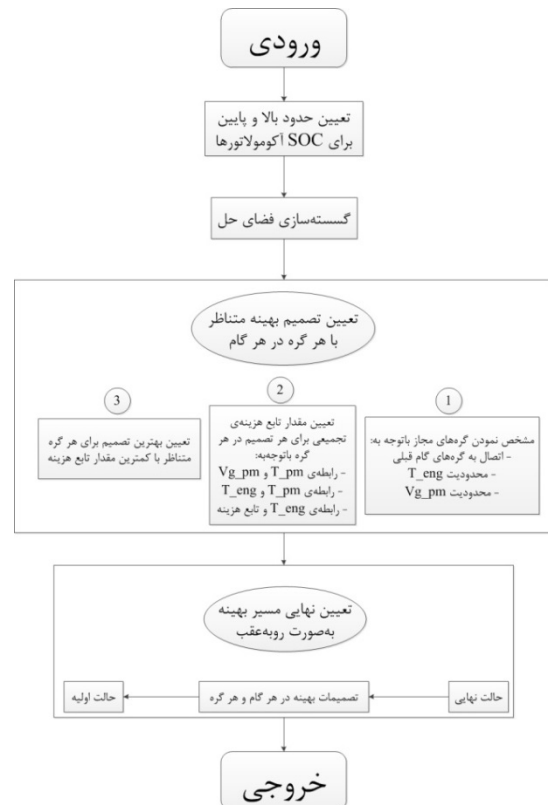 ورودی
تعیین حدود بالا و پایین
برای SOC آکومولاتورها
گسسته‌سازی فضای حل
تعیین تصمیم بهینه متناظر
با هر گره در هر گام
1
مشخص نمودن گره‌های مجاز باتوجه به:
- اتصال به گره‌های گام قبلی
- محدودیت T_eng
- محدودیت Vg_pm
2
تعیین مقدار تابع هزینه‌ی
تجمیعی برای هر تصمیم در هر
گره باتوجه‌به:
- رابطه‌ی T_pm و Vg_pm
- رابطه‌ی T_pm و T_eng
- رابطه‌ی T_eng و تابع هزینه
3
تعیین بهترین تصمیم برای هر گره
متناظر با کمترین مقدار تابع هزینه
تعیین نهایی مسیر بهینه
به‌صورت روبه‌عقب
حالت نهایی
تصمیمات بهینه در هر گام و هر گره
حالت اولیه
خروجی